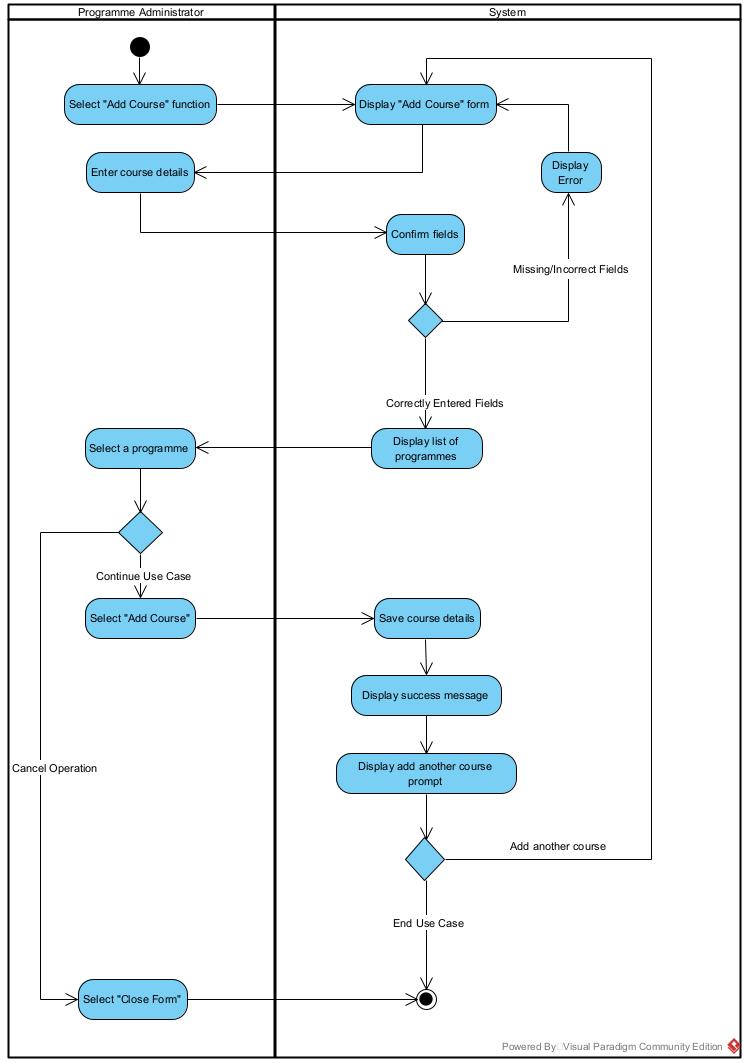 Programme Administrator
System
Select "Add Course" function
Display "Add Course" form
Enter course details
Display
Error
Confirm fields
Missing/Incorrect Fields
Correctly Entered Fields
Select a programme
Display list of
programmes
Continue Use Case
Select "Add Course"
Save course details
Display success message
Cancel Operation
Display add another course
prompt
Add another course
End Use Case
Select "Close Form"
Powered By Visual Paradigm Community Edition